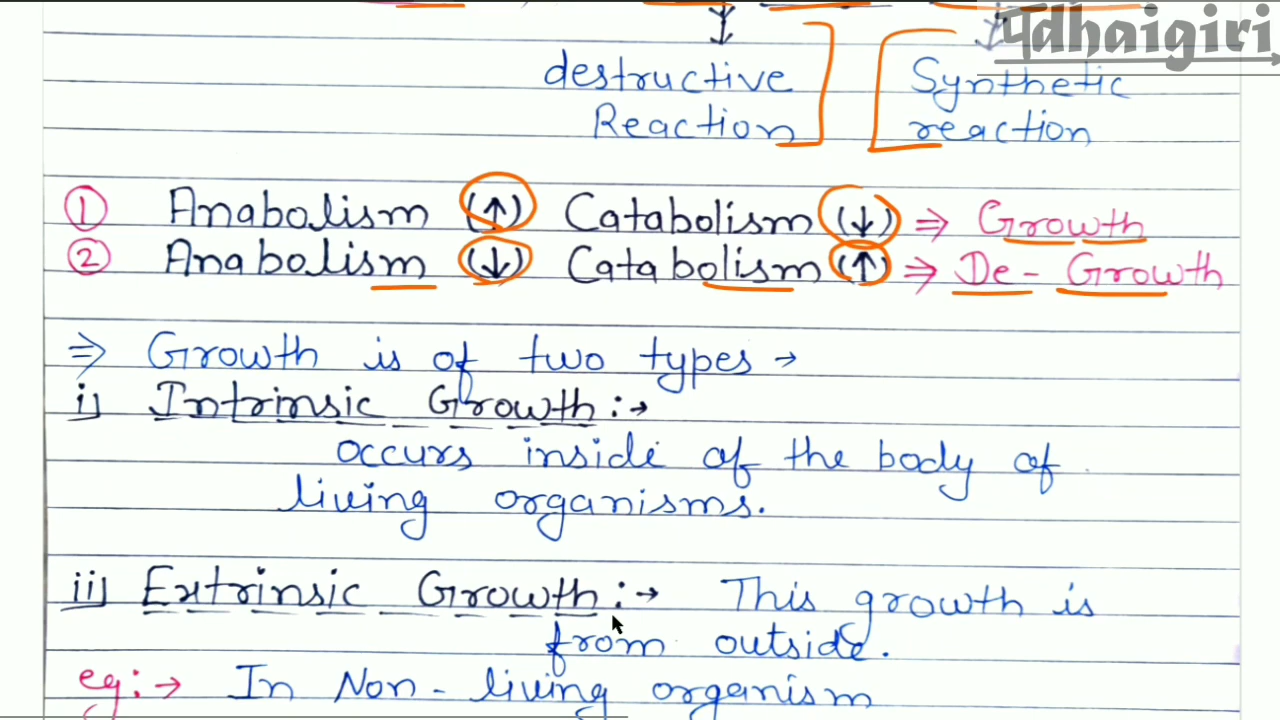 पdhaigiri
destructive Reaction
Synthetic reaction
① Anabolism (↑) Catabolism (↓) ⇒ Growth
② Anabolism (↓) Catabolism (↑) ⇒ De-Growth
⇒ Growth is of two types →
i) Intrinsic Growth :→
occurs inside of the body of
living organisms.
ii) Extrinsic Growth :→ This growth is
from outside.
eg:→ In Non-living organism